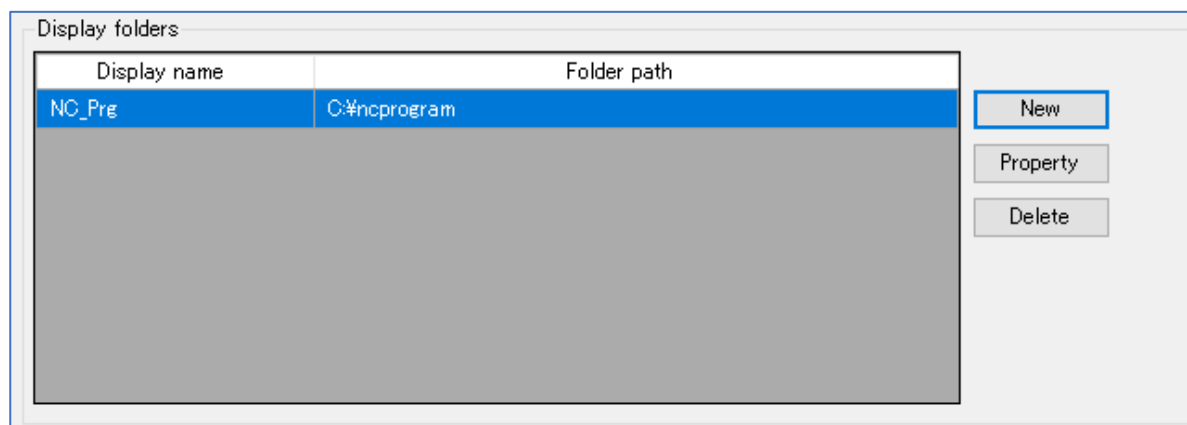 Display folders
Display name Folder path
NC_Prg C:¥ncprogram
New
Property
Delete